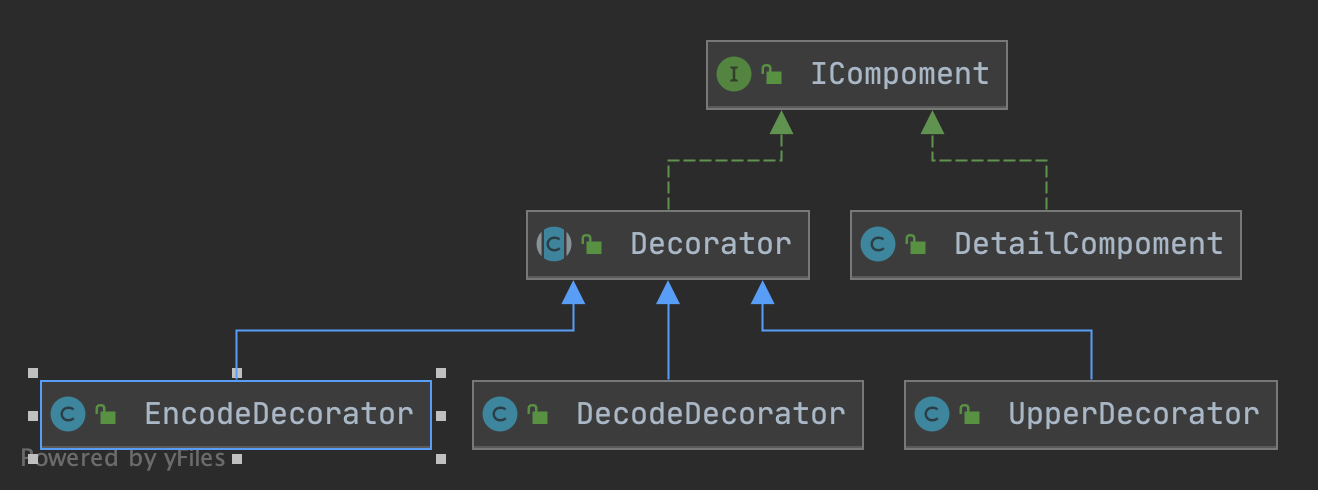 ICompoment
Decorator
DetailCompoment
EncodeDecorator
DecodeDecorator
UpperDecorator
Powered by yFiles